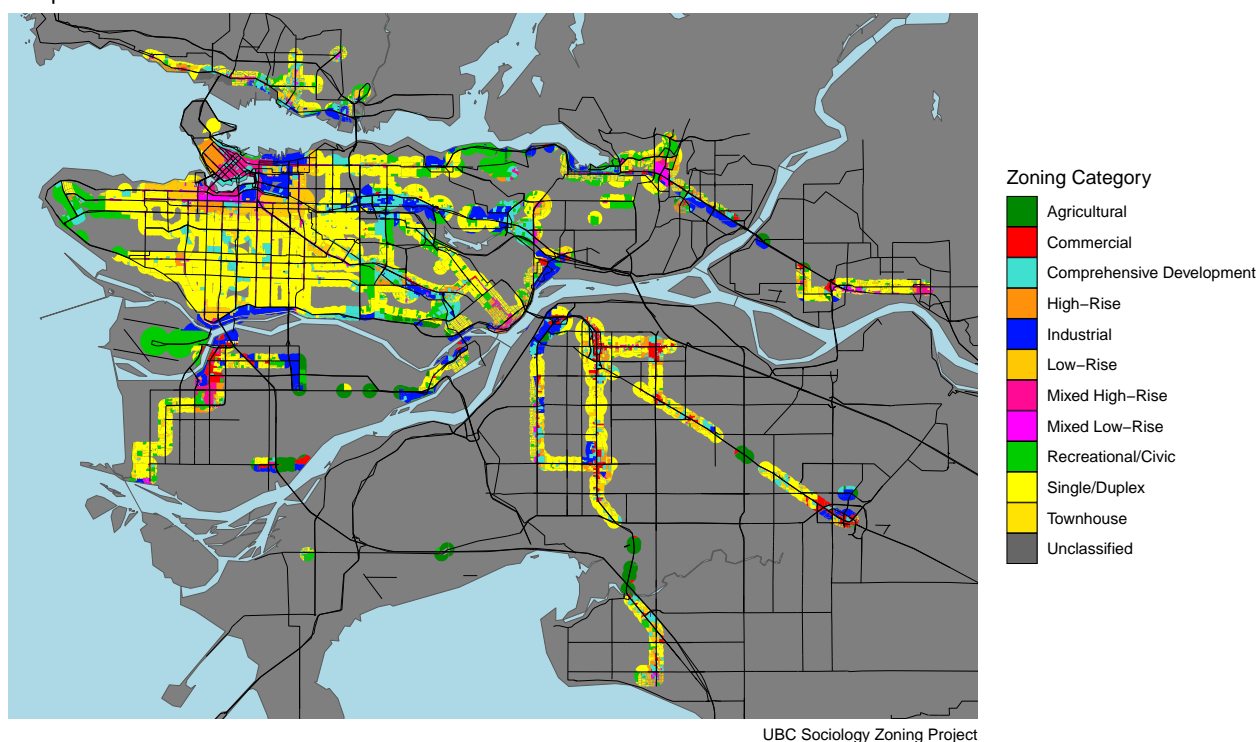 Zoning Category
Agricultural
Commercial
Comprehensive Development
High−Rise
Industrial
Low−Rise
Mixed High−Rise
Mixed Low−Rise
Recreational/Civic
Single/Duplex
Townhouse
Unclassified
UBC Sociology Zoning Project